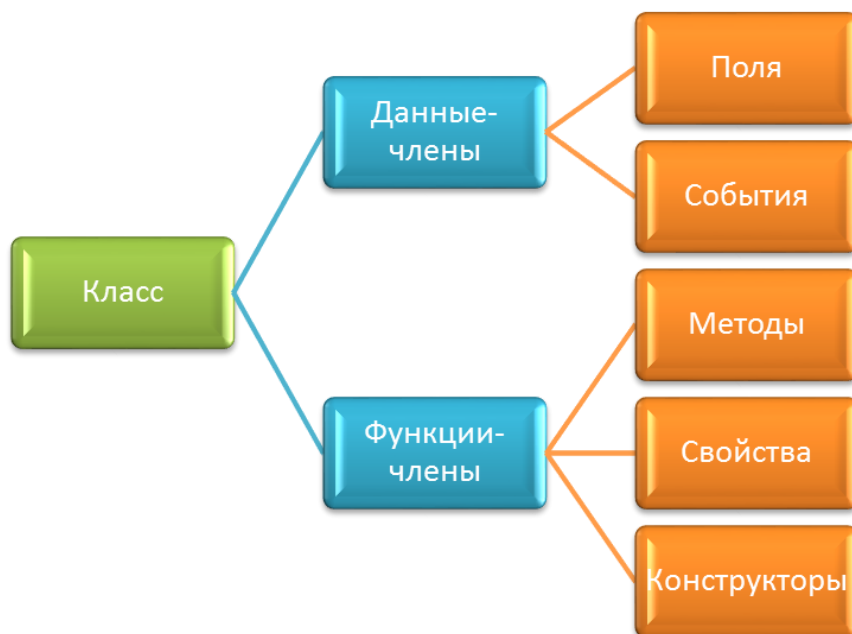 Класс
Данные-
члены
Функции-
члены
Поля
События
Методы
Свойства
Конструкторы